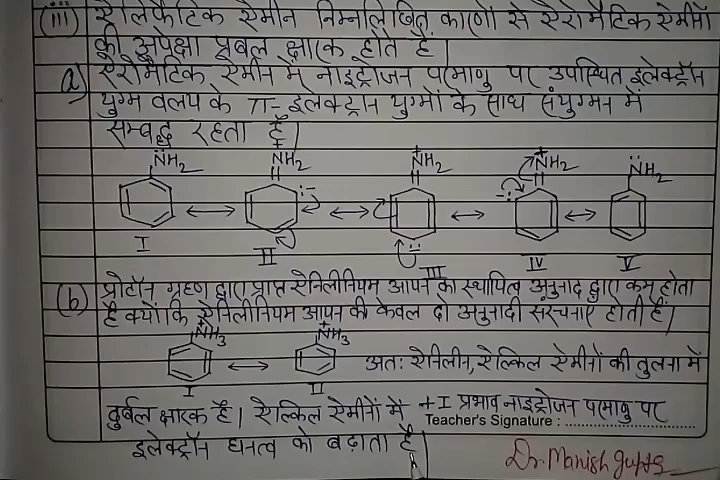 (iii) ऐलिफैटिक ऐमीन निम्नलिखित कारणों से ऐरोमैटिक ऐमीनों
की अपेक्षा प्रबल क्षारक होते हैं।
a) ऐरोमैटिक ऐमीन में नाइट्रोजन परमाणु पर उपस्थित इलेक्ट्रॉन
युग्म वलय के π-इलेक्ट्रॉन युग्मों के साथ संयुग्मन में
सम्बद्ध रहता है।
N̈H2 +NH2 +NH2 +NH2 N̈H2
I II III IV V
(b) प्रोटॉन ग्रहण द्वारा प्राप्त ऐनिलीनियम आयन का स्थायित्व अनुनाद द्वारा कम होता
है क्योंकि ऐनिलीनियम आयन की केवल दो अनुनादी संरचनाएं होती हैं।
+NH3 +NH3
अतः ऐनिलीन, ऐल्किल ऐमीनों की तुलना में
I II
दुर्बल क्षारक है। ऐल्किल ऐमीनों में +I प्रभाव नाइट्रोजन परमाणु पर
Teacher's Signature :
इलेक्ट्रॉन घनत्व को बढ़ाता है।
Dr. Manish Gupta